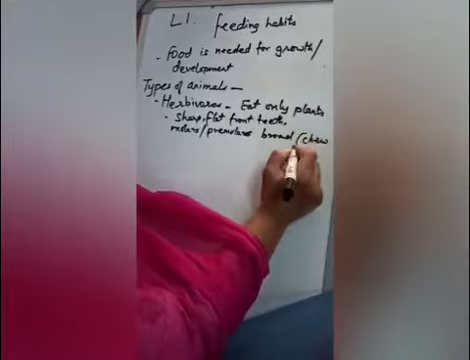 L1. feeding habits
- Food is needed for growth/
development
Types of animals -
- Herbivores - Eat only plants
- Sharp, flat front teeth,
molars/premolars broad (chew